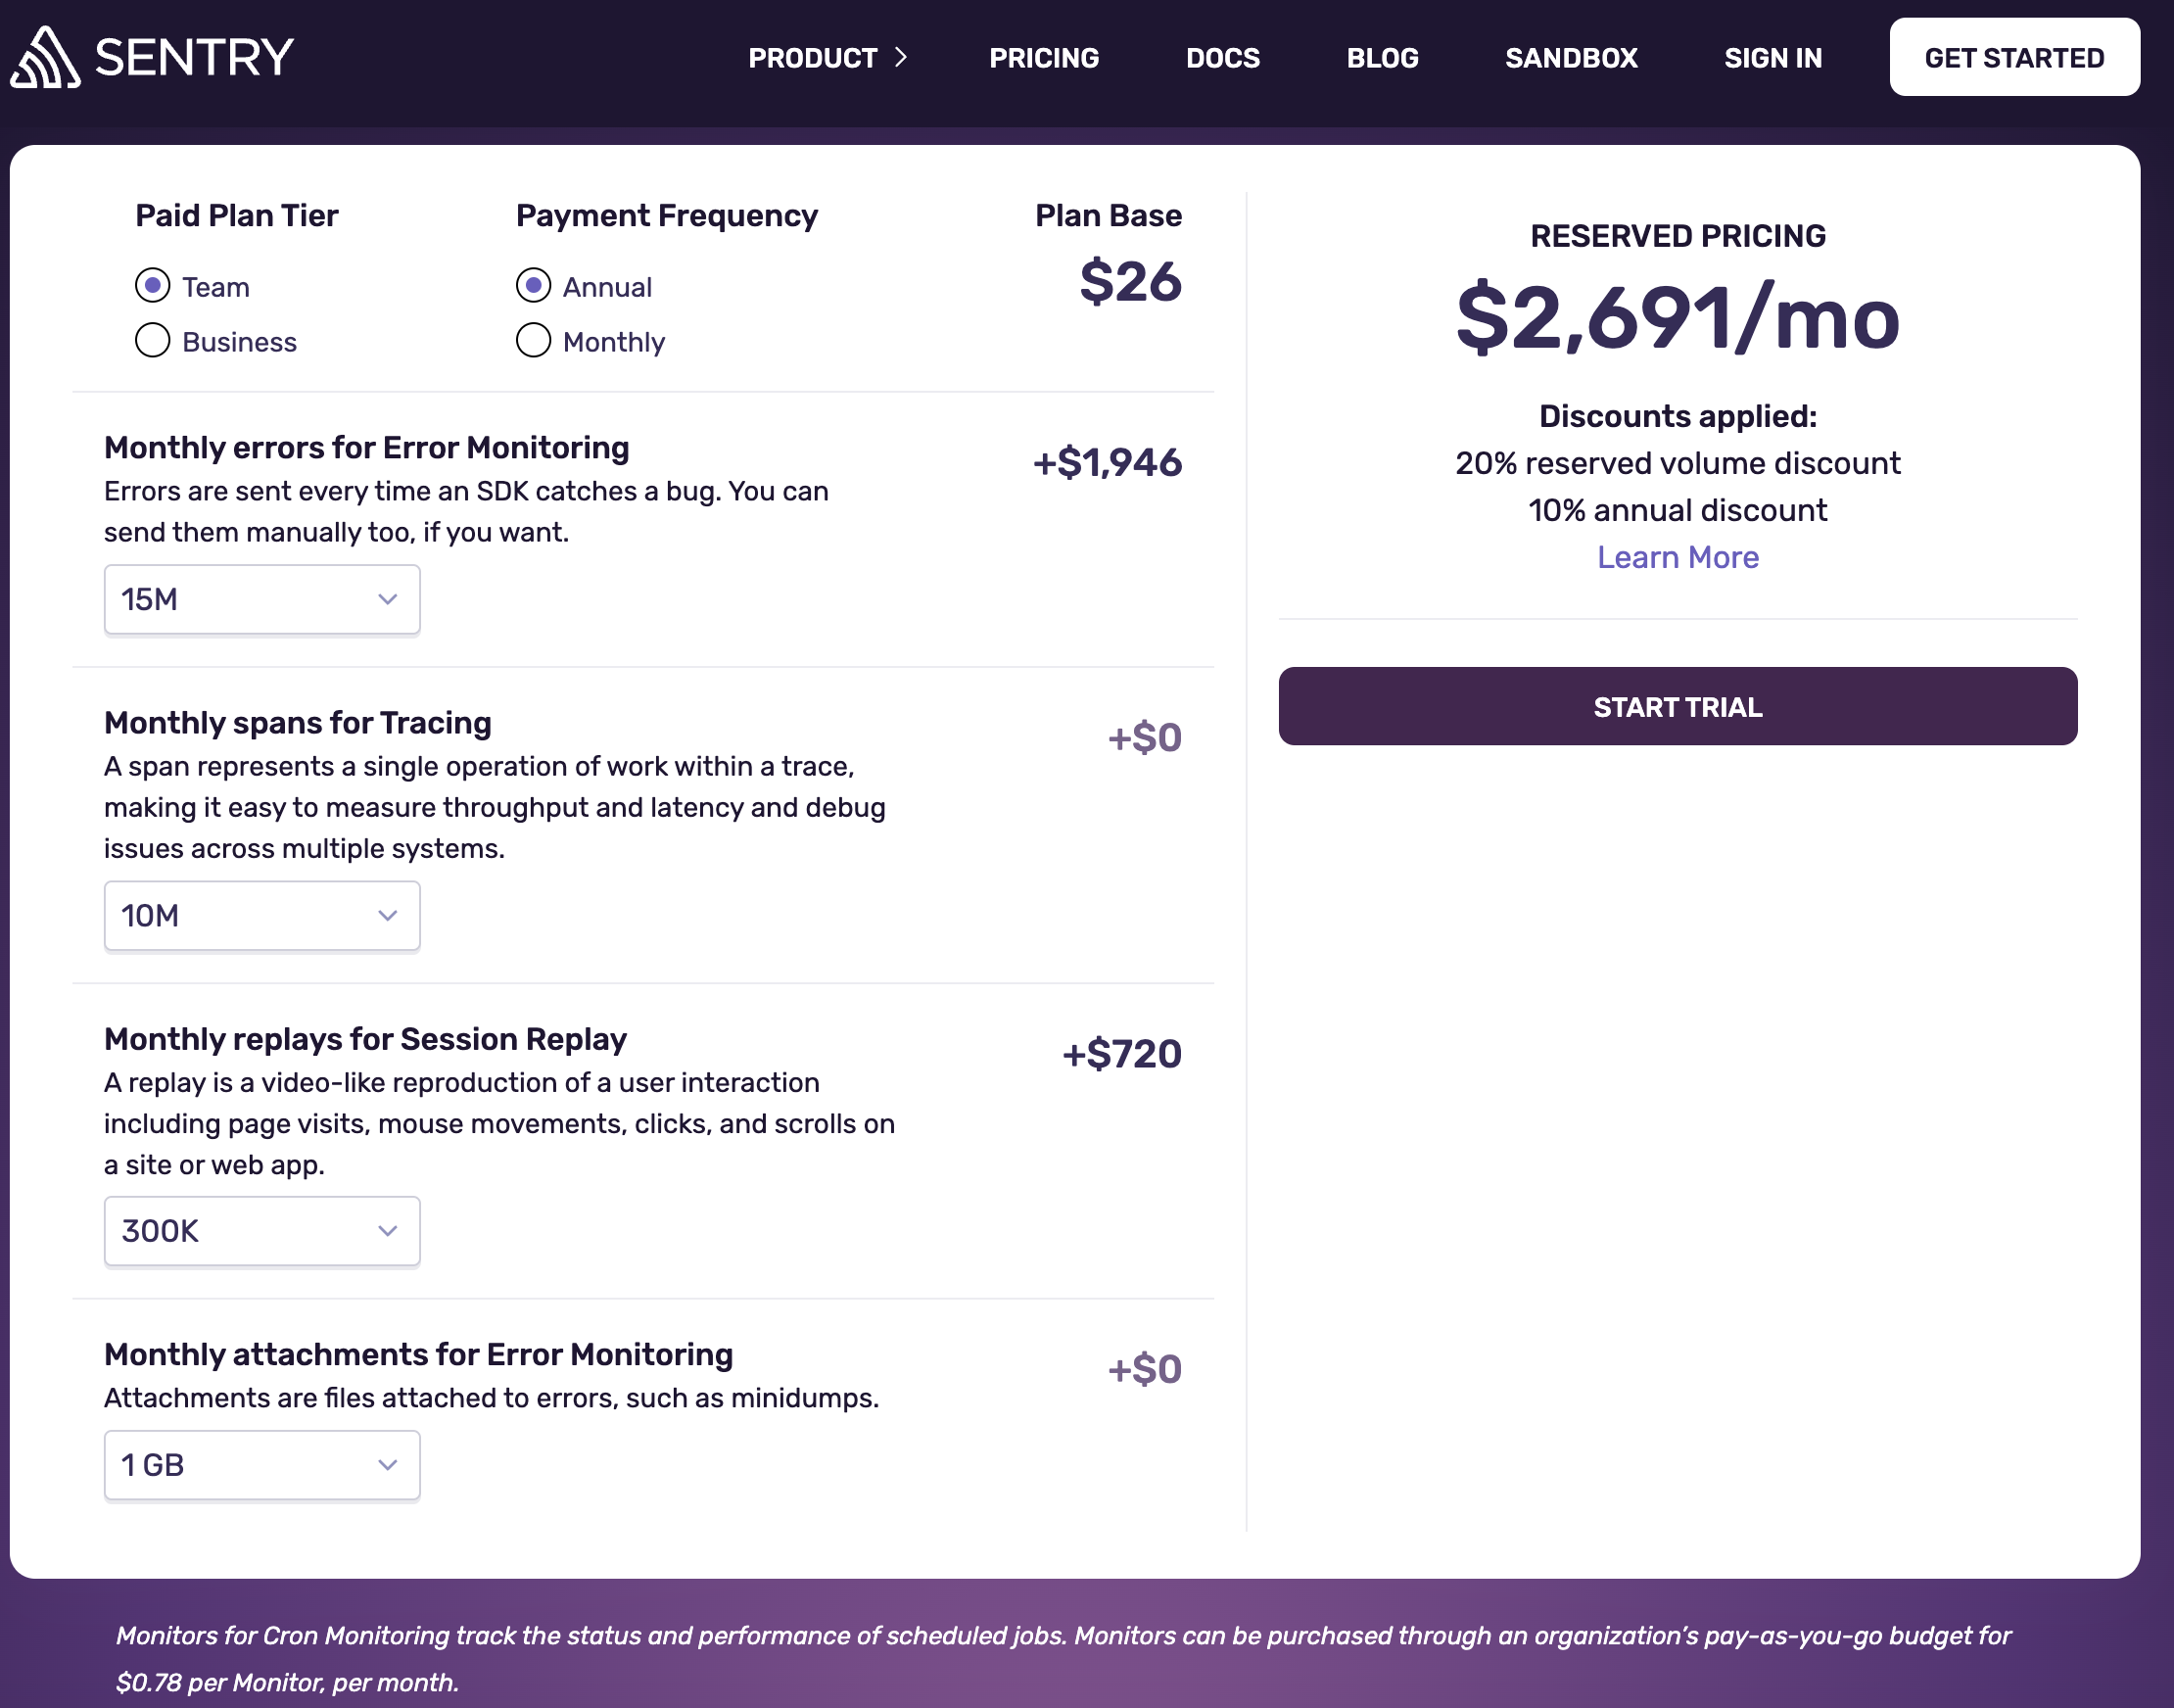 SENTRY
PRODUCT
PRICING
DOCS
BLOG
SANDBOX
SIGN IN
GET STARTED
Paid Plan Tier
Team
Business
Payment Frequency
Annual
Monthly
Plan Base
$26
Monthly errors for Error Monitoring
+$1,946
Errors are sent every time an SDK catches a bug. You can
send them manually too, if you want.
15M
Monthly spans for Tracing
+$0
A span represents a single operation of work within a trace,
making it easy to measure throughput and latency and debug
issues across multiple systems.
10M
Monthly replays for Session Replay
+$720
A replay is a video-like reproduction of a user interaction
including page visits, mouse movements, clicks, and scrolls on
a site or web app.
300K
Monthly attachments for Error Monitoring
+$0
Attachments are files attached to errors, such as minidumps.
1 GB
RESERVED PRICING
$2,691/mo
Discounts applied:
20% reserved volume discount
10% annual discount
Learn More
START TRIAL
Monitors for Cron Monitoring track the status and performance of scheduled jobs. Monitors can be purchased through an organization’s pay-as-you-go budget for
$0.78 per Monitor, per month.